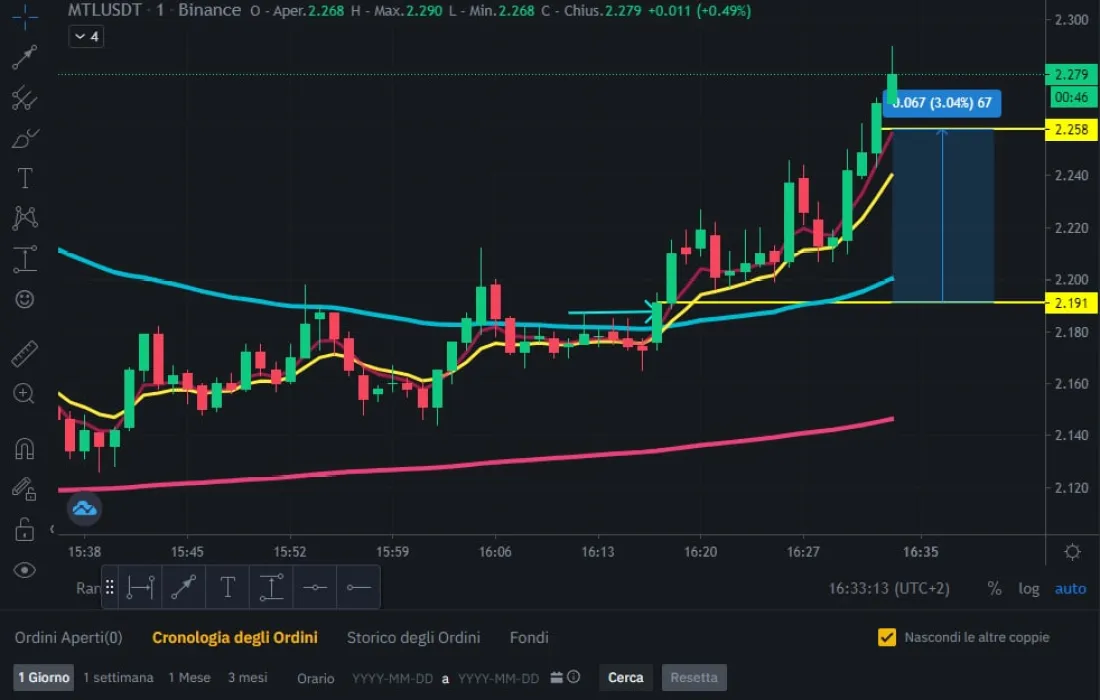 MTLUSDT · 1 · Binance O - Aper.2.268 H - Max.2.290 L - Min.2.268 C - Chius.2.279 +0.011 (+0.49%)
4
2.300
2.279
00:46
0.067 (3.04%) 67
2.258
2.240
2.220
2.200
2.191
2.180
2.160
2.140
2.120
15:38 15:45 15:52 15:59 16:06 16:13 16:20 16:27 16:35
Ran
T
16:33:13 (UTC+2) % log auto
Ordini Aperti(0) Cronologia degli Ordini Storico degli Ordini Fondi Nascondi le altre coppie
1 Giorno 1 settimana 1 Mese 3 mesi Orario YYYY-MM-DD a YYYY-MM-DD Cerca Resetta